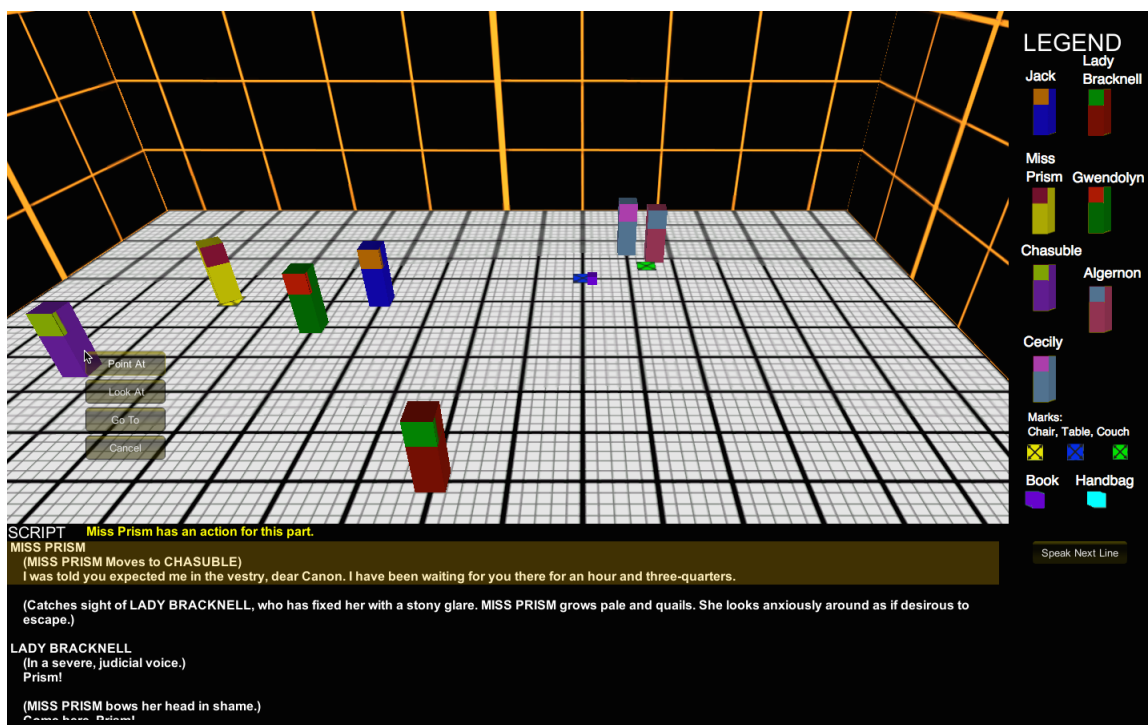 LEGEND
Jack
Lady
Bracknell
Miss
Prism
Gwendolyn
Chasuble
Algernon
Cecily
Marks:
Chair, Table, Couch
Book
Handbag
Speak Next Line
Point At
Look At
Go To
Cancel
SCRIPT
Miss Prism has an action for this part.
MISS PRISM
(MISS PRISM Moves to CHASUBLE)
I was told you expected me in the vestry, dear Canon. I have been waiting for you there for an hour and three-quarters.
(Catches sight of LADY BRACKNELL, who has fixed her with a stony glare. MISS PRISM grows pale and quails. She looks anxiously around as if desirous to
escape.)
LADY BRACKNELL
(In a severe, judicial voice.)
Prism!
(MISS PRISM bows her head in shame.)
Come here, Prism!